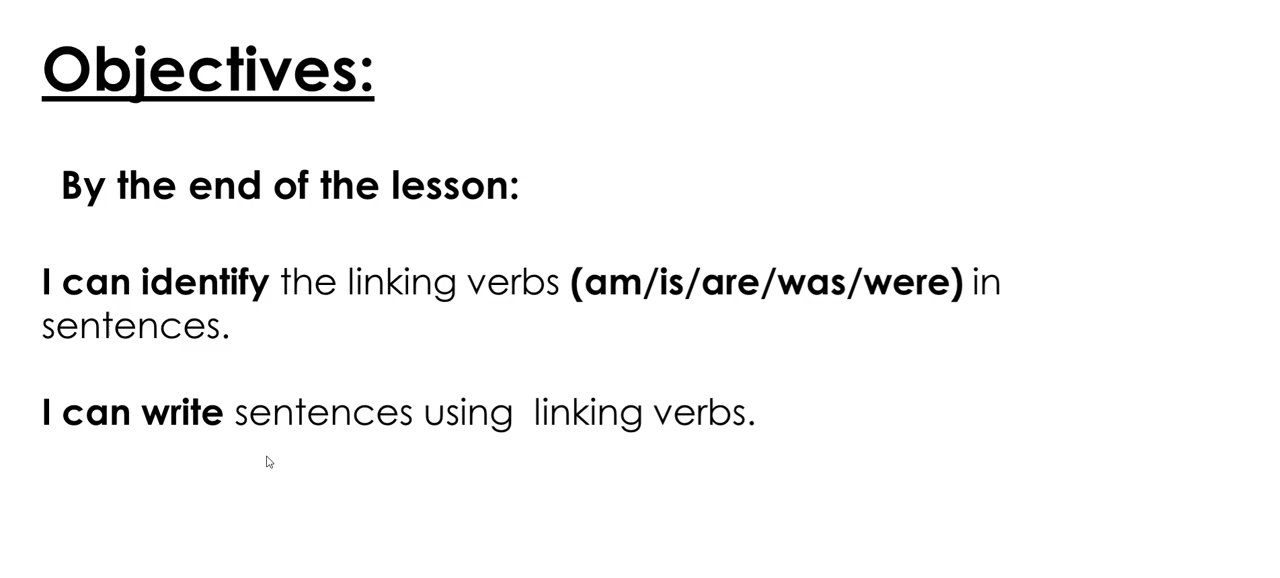 Objectives:
By the end of the lesson:
I can identify the linking verbs (am/is/are/was/were) in
sentences.
I can write sentences using  linking verbs.